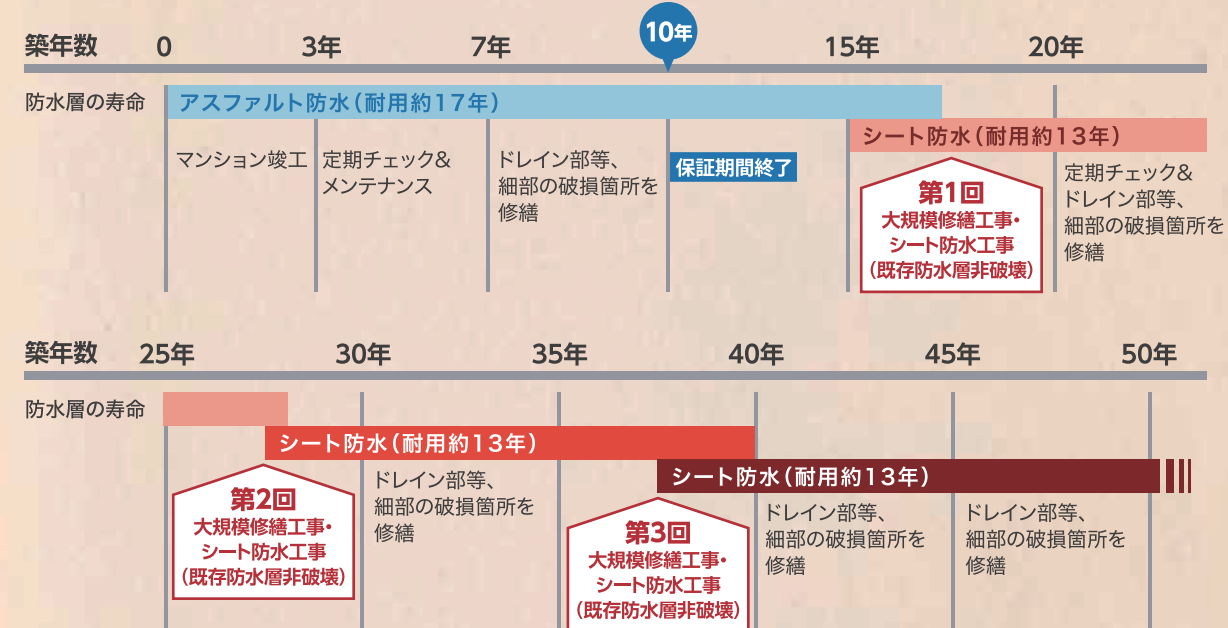 築年数 0 3年 7年 10年 15年 20年
防水層の寿命
アスファルト防水（耐用約17年）
シート防水（耐用約13年）
マンション竣工
定期チェック&
メンテナンス
ドレイン部等、
細部の破損箇所を
修繕
保証期間終了
第1回
大規模修繕工事・
シート防水工事
（既存防水層非破壊）
定期チェック&
ドレイン部等、
細部の破損箇所を
修繕
築年数 25年 30年 35年 40年 45年 50年
防水層の寿命
シート防水（耐用約13年）
シート防水（耐用約13年）
第2回
大規模修繕工事・
シート防水工事
（既存防水層非破壊）
ドレイン部等、
細部の破損箇所を
修繕
第3回
大規模修繕工事・
シート防水工事
（既存防水層非破壊）
ドレイン部等、
細部の破損箇所を
修繕
ドレイン部等、
細部の破損箇所を
修繕